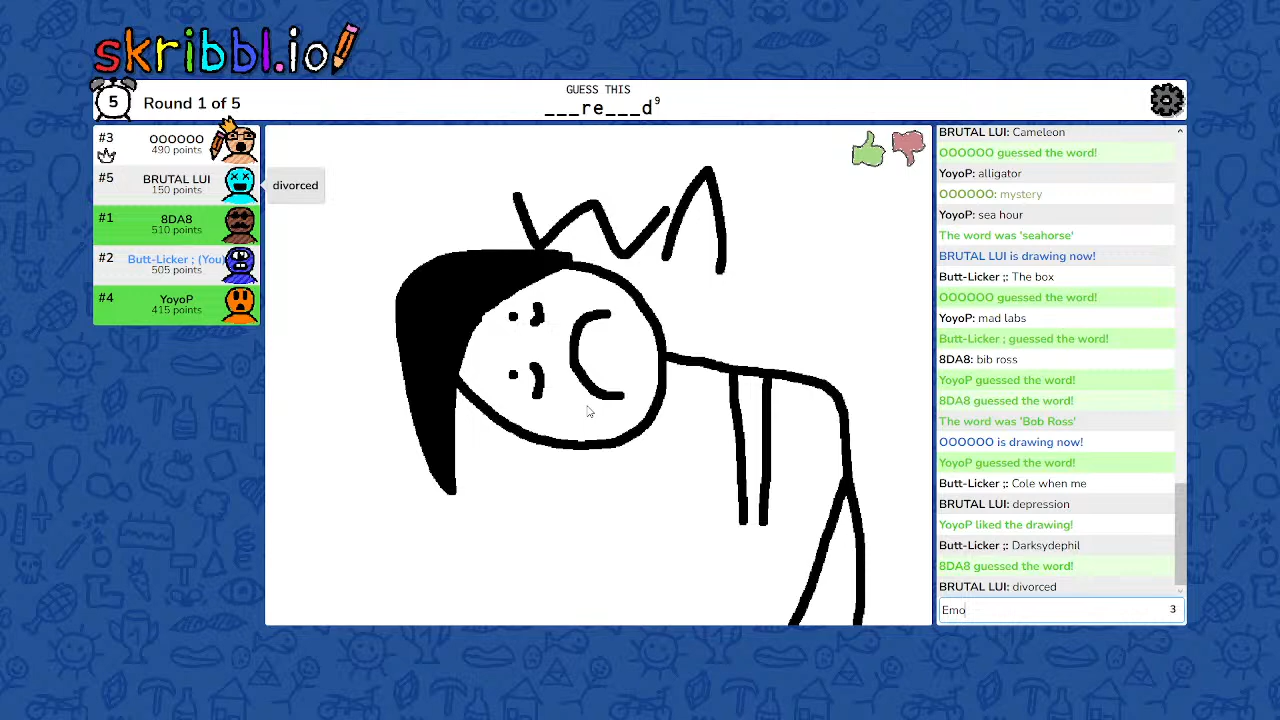 skribbl.io
5
Round 1 of 5
GUESS THIS
___re___d9
#3
OOOOOO
490 points
#5
BRUTAL LUI
150 points
divorced
#1
8DA8
510 points
#2
Butt-Licker ; (You)
505 points
#4
YoyoP
415 points
BRUTAL LUI: Cameleon
OOOOOO guessed the word!
YoyoP: alligator
OOOOOO: mystery
YoyoP: sea hour
The word was 'seahorse'
BRUTAL LUI is drawing now!
Butt-Licker ;: The box
OOOOOO guessed the word!
YoyoP: mad labs
Butt-Licker ; guessed the word!
8DA8: bib ross
YoyoP guessed the word!
8DA8 guessed the word!
The word was 'Bob Ross'
OOOOOO is drawing now!
YoyoP guessed the word!
Butt-Licker ;: Cole when me
BRUTAL LUI: depression
YoyoP liked the drawing!
Butt-Licker ;: Darksydephil
8DA8 guessed the word!
BRUTAL LUI: divorced
Emo 3